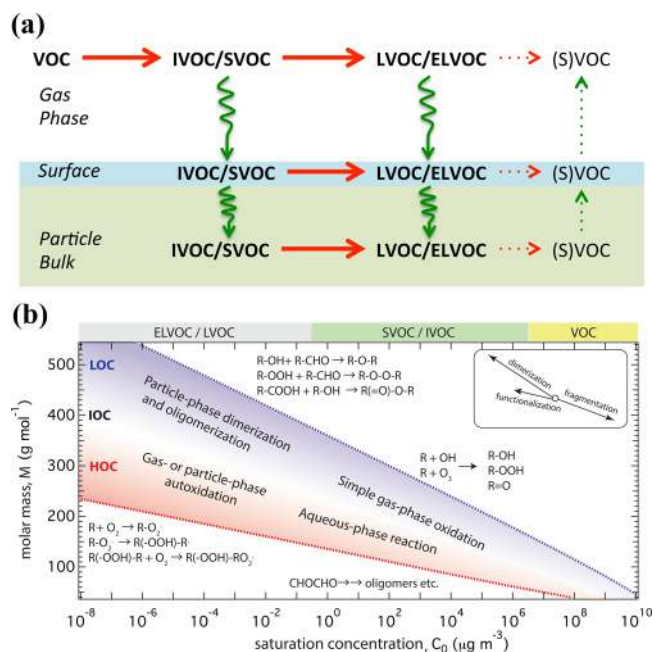 (a)
VOC IVOC/SVOC LVOC/ELVOC (S)VOC
Gas
Phase
Surface IVOC/SVOC LVOC/ELVOC (S)VOC
Particle
Bulk
IVOC/SVOC LVOC/ELVOC (S)VOC
(b)
ELVOC / LVOC SVOC / IVOC VOC
LOC
IOC
HOC
R-OH+ R-CHO → R-O-R
R-OOH + R-CHO → R-O-O-R
R-COOH + R-OH → R(=O)-O-R
dimerization
functionalization
fragmentation
Particle-phase dimerization
and oligomerization
R + OH
R + O₃
→
R-OH
R-OOH
R=O
Gas- or particle-phase
autoxidation
Simple gas-phase oxidation
Aqueous-phase reaction
R + O₂ → R-O₂·
R-O₂· → R(-OOH)-R·
R(-OOH)-R + O₂ → R(-OOH)-RO₂·
CHOCHO→→ oligomers etc.
500
400
300
200
100
molar mass, M (g mol⁻¹)
10⁻⁸ 10⁻⁶ 10⁻⁴ 10⁻² 10⁰ 10² 10⁴ 10⁶ 10⁸ 10¹⁰
saturation concentration, C₀ (μg m⁻³)